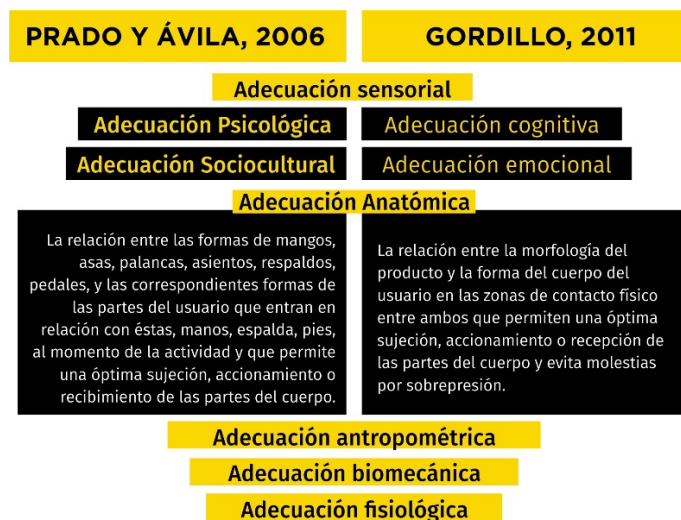 PRADO Y ÁVILA, 2006
GORDILLO, 2011
Adecuación sensorial
Adecuación Psicológica
Adecuación cognitiva
Adecuación Sociocultural
Adecuación emocional
Adecuación Anatómica
La relación entre las formas de mangos,
asas, palancas, asientos, respaldos,
pedales, y las correspondientes formas de
las partes del usuario que entran en
relación con éstas, manos, espalda, pies,
al momento de la actividad y que permite
una óptima sujeción, accionamiento o
recibimiento de las partes del cuerpo.
La relación entre la morfología del
producto y la forma del cuerpo del
usuario en las zonas de contacto físico
entre ambos que permiten una óptima
sujeción, accionamiento o recepción de
las partes del cuerpo y evita molestias
por sobrepresión.
Adecuación antropométrica
Adecuación biomecánica
Adecuación fisiológica